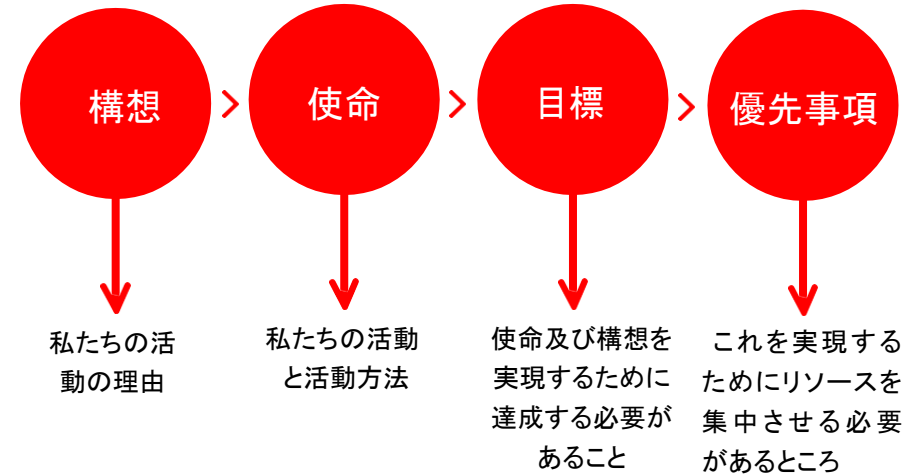 構想
使命
目標
優先事項
私たちの活
動の理由
私たちの活動
と活動方法
使命及び構想を
実現するために
達成する必要が
あること
これを実現する
ためにリソースを
集中させる必要
があるところ